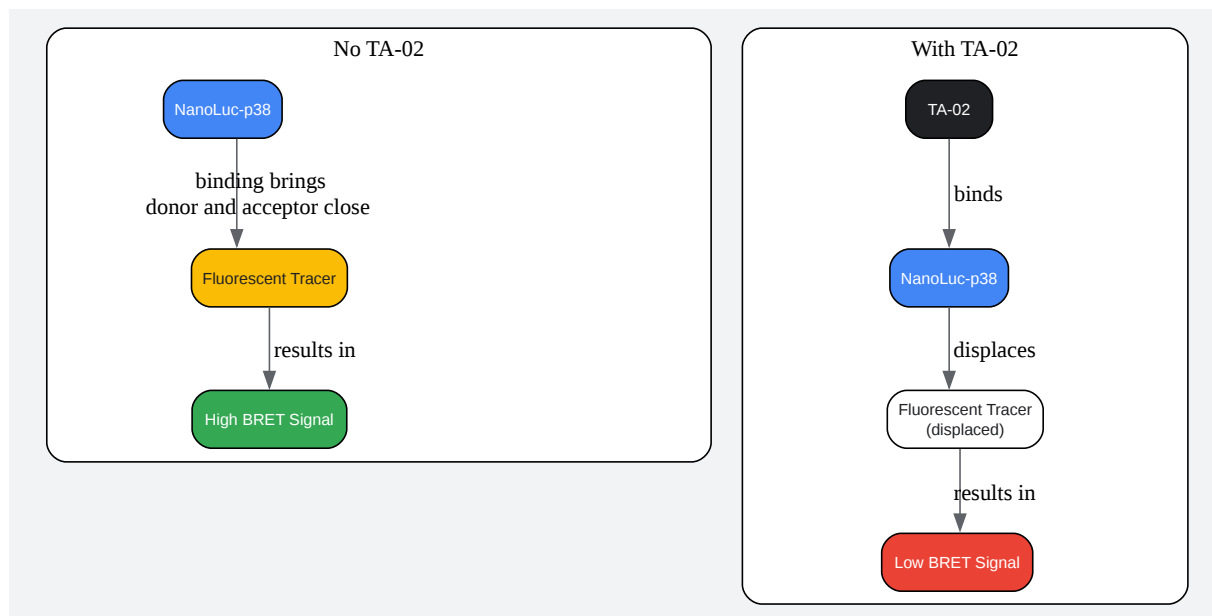 No TA-02
NanoLuc-p38
binding brings
donor and acceptor close
Fluorescent Tracer
results in
High BRET Signal
With TA-02
TA-02
binds
NanoLuc-p38
displaces
Fluorescent Tracer
(displaced)
results in
Low BRET Signal